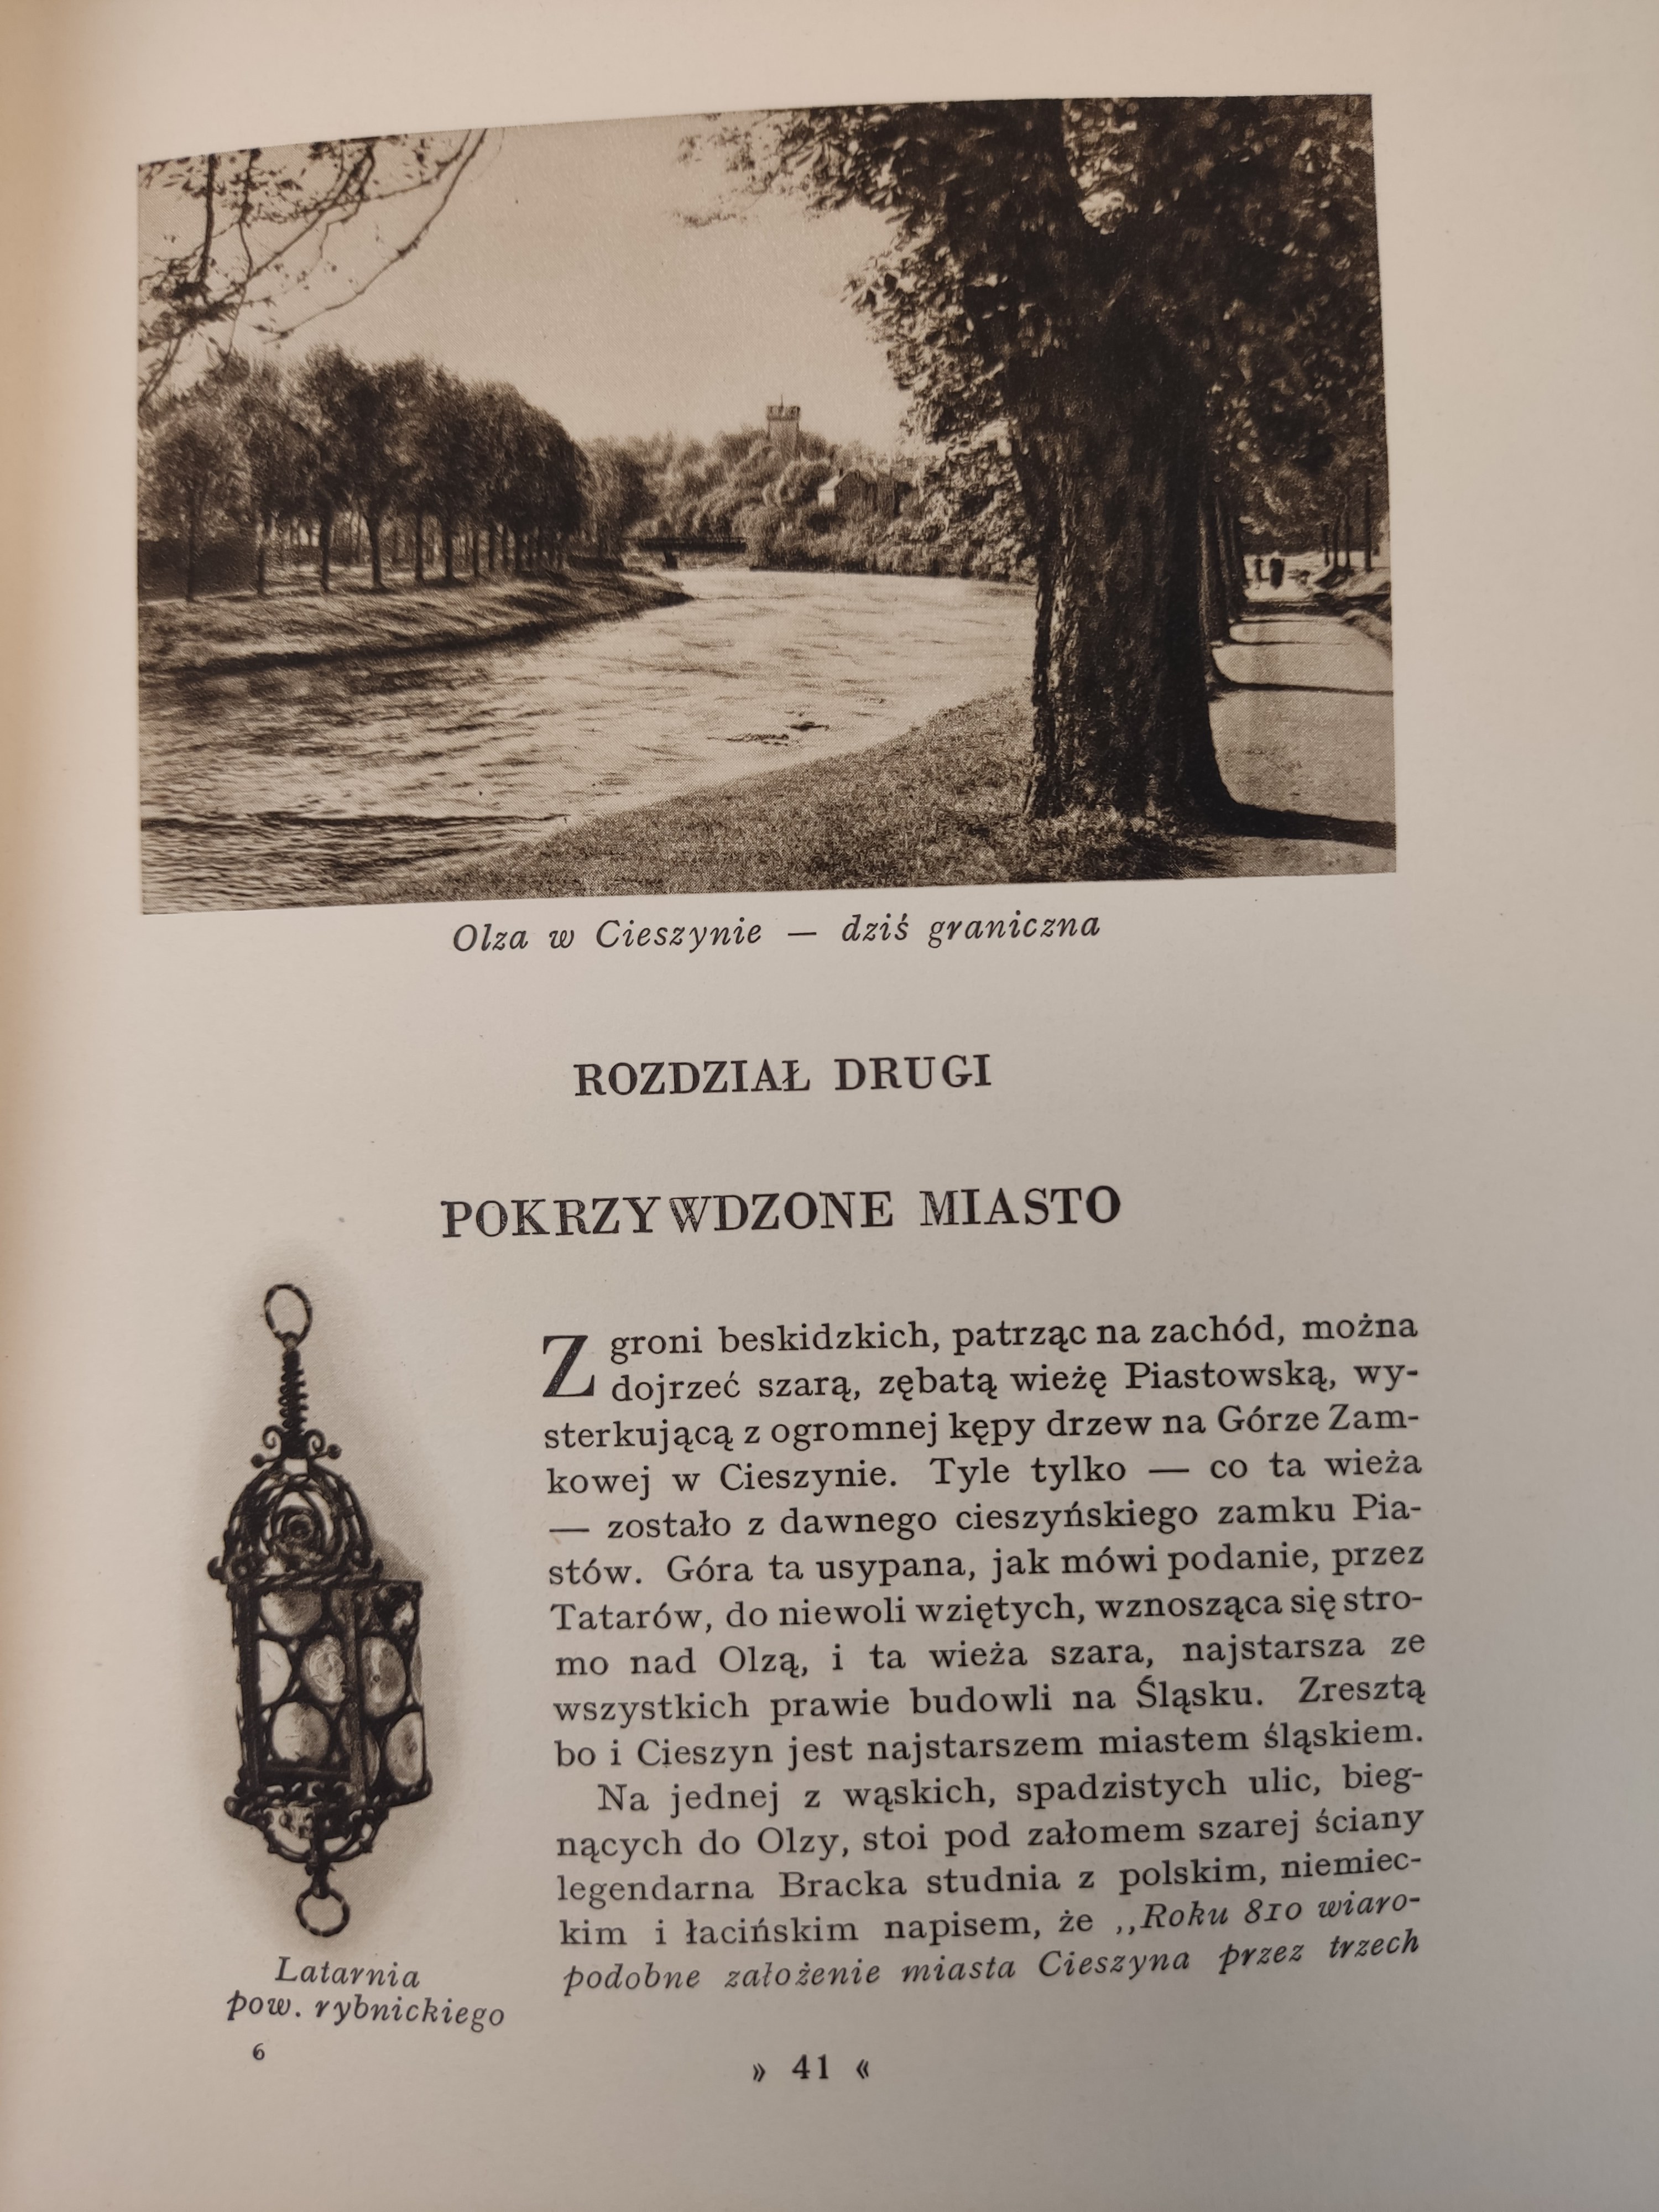 Olza w Cieszynie — dziś graniczna
ROZDZIAŁ DRUGI
POKRZYWDZONE MIASTO
Z groni beskidzkich, patrząc na zachód, można
dojrzeć szarą, zębatą wieżę Piastowską, wy-
sterkującą z ogromnej kępy drzew na Górze Zam-
kowej w Cieszynie. Tyle tylko — co ta wieża
— zostało z dawnego cieszyńskiego zamku Pia-
stów. Góra ta usypana, jak mówi podanie, przez
Tatarów, do niewoli wziętych, wznosząca się stro-
mo nad Olzą, i ta wieża szara, najstarsza ze
wszystkich prawie budowli na Śląsku. Zresztą
bo i Cieszyn jest najstarszem miastem śląskiem.
Na jednej z wąskich, spadzistych ulic, bieg-
nących do Olzy, stoi pod załomem szarej ściany
legendarna Bracka studnia z polskim, niemiec-
kim i łacińskim napisem, że ,,Roku 810 wiaro-
podobne założenie miasta Cieszyna przez trzech
Latarnia
pow. rybnickiego
6
» 41 «